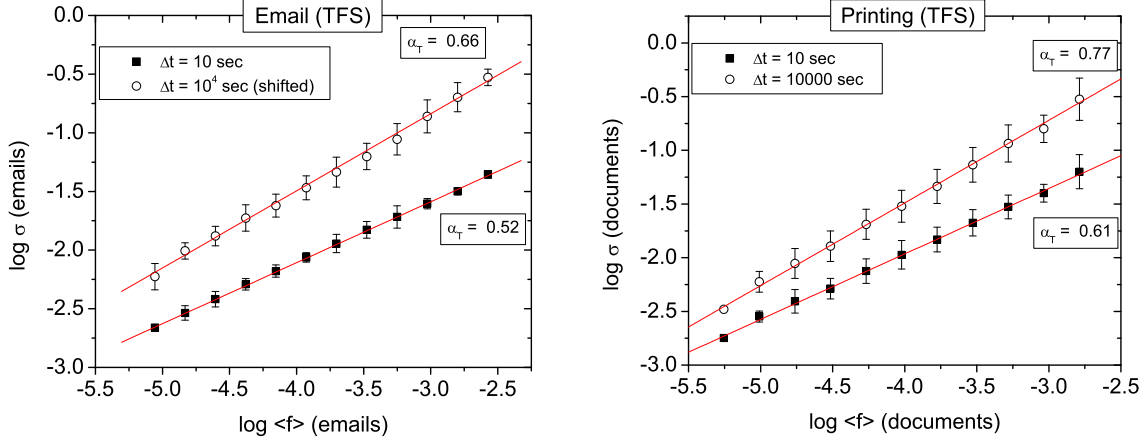 Email (TFS)
0.0
-0.5
-1.0
-1.5
-2.0
-2.5
-3.0
log σ (emails)
■ Δt = 10 sec
○ Δt = 10⁴ sec (shifted)
α_T = 0.66
α_T = 0.52
-5.5 -5.0 -4.5 -4.0 -3.5 -3.0 -2.5
log <f> (emails)
Printing (TFS)
0.0
-0.5
-1.0
-1.5
-2.0
-2.5
-3.0
log σ (documents)
■ Δt = 10 sec
○ Δt = 10000 sec
α_T = 0.77
α_T = 0.61
-5.5 -5.0 -4.5 -4.0 -3.5 -3.0 -2.5
log <f> (documents)